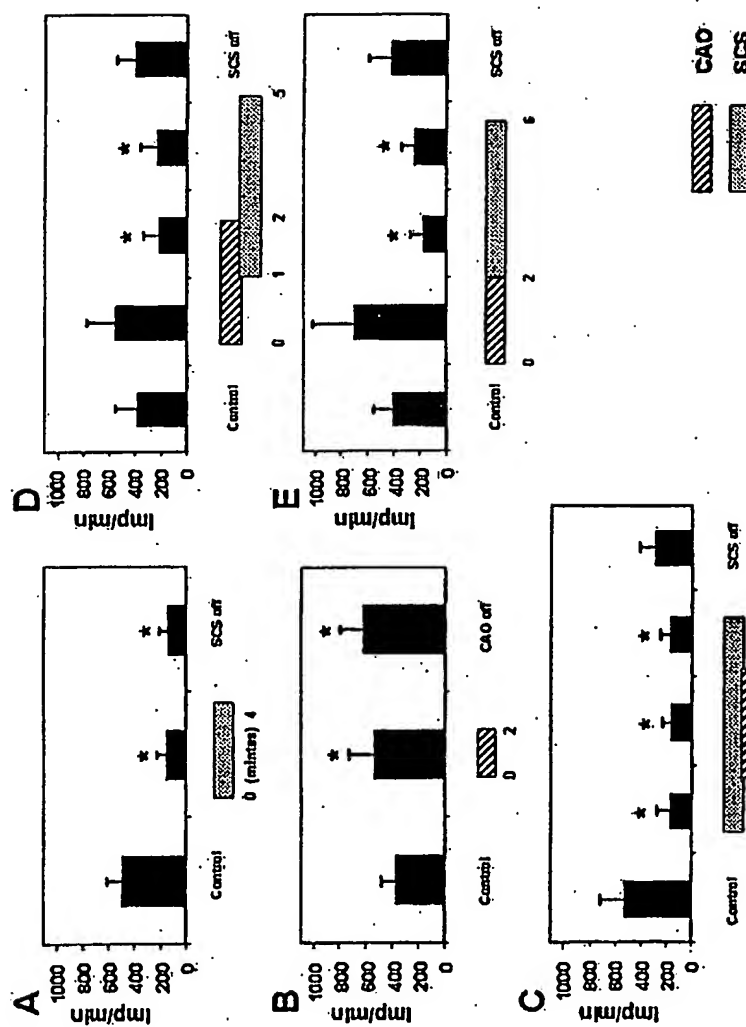 A
Imp/min
1000
800
600
400
200
0
*
*
Control
SCS off
0 (mintes) 4
B
Imp/min
1000
800
600
400
200
0
*
*
Control
CAO off
0 2
C
Imp/min
1000
800
600
400
200
0
*
*
*
Control
SCS off
D
Imp/min
1000
800
600
400
200
0
*
*
Control
SCS off
0 1 2 5
E
Imp/min
1000
800
600
400
200
0
*
*
Control
SCS off
0 2 6
CAO
SCS